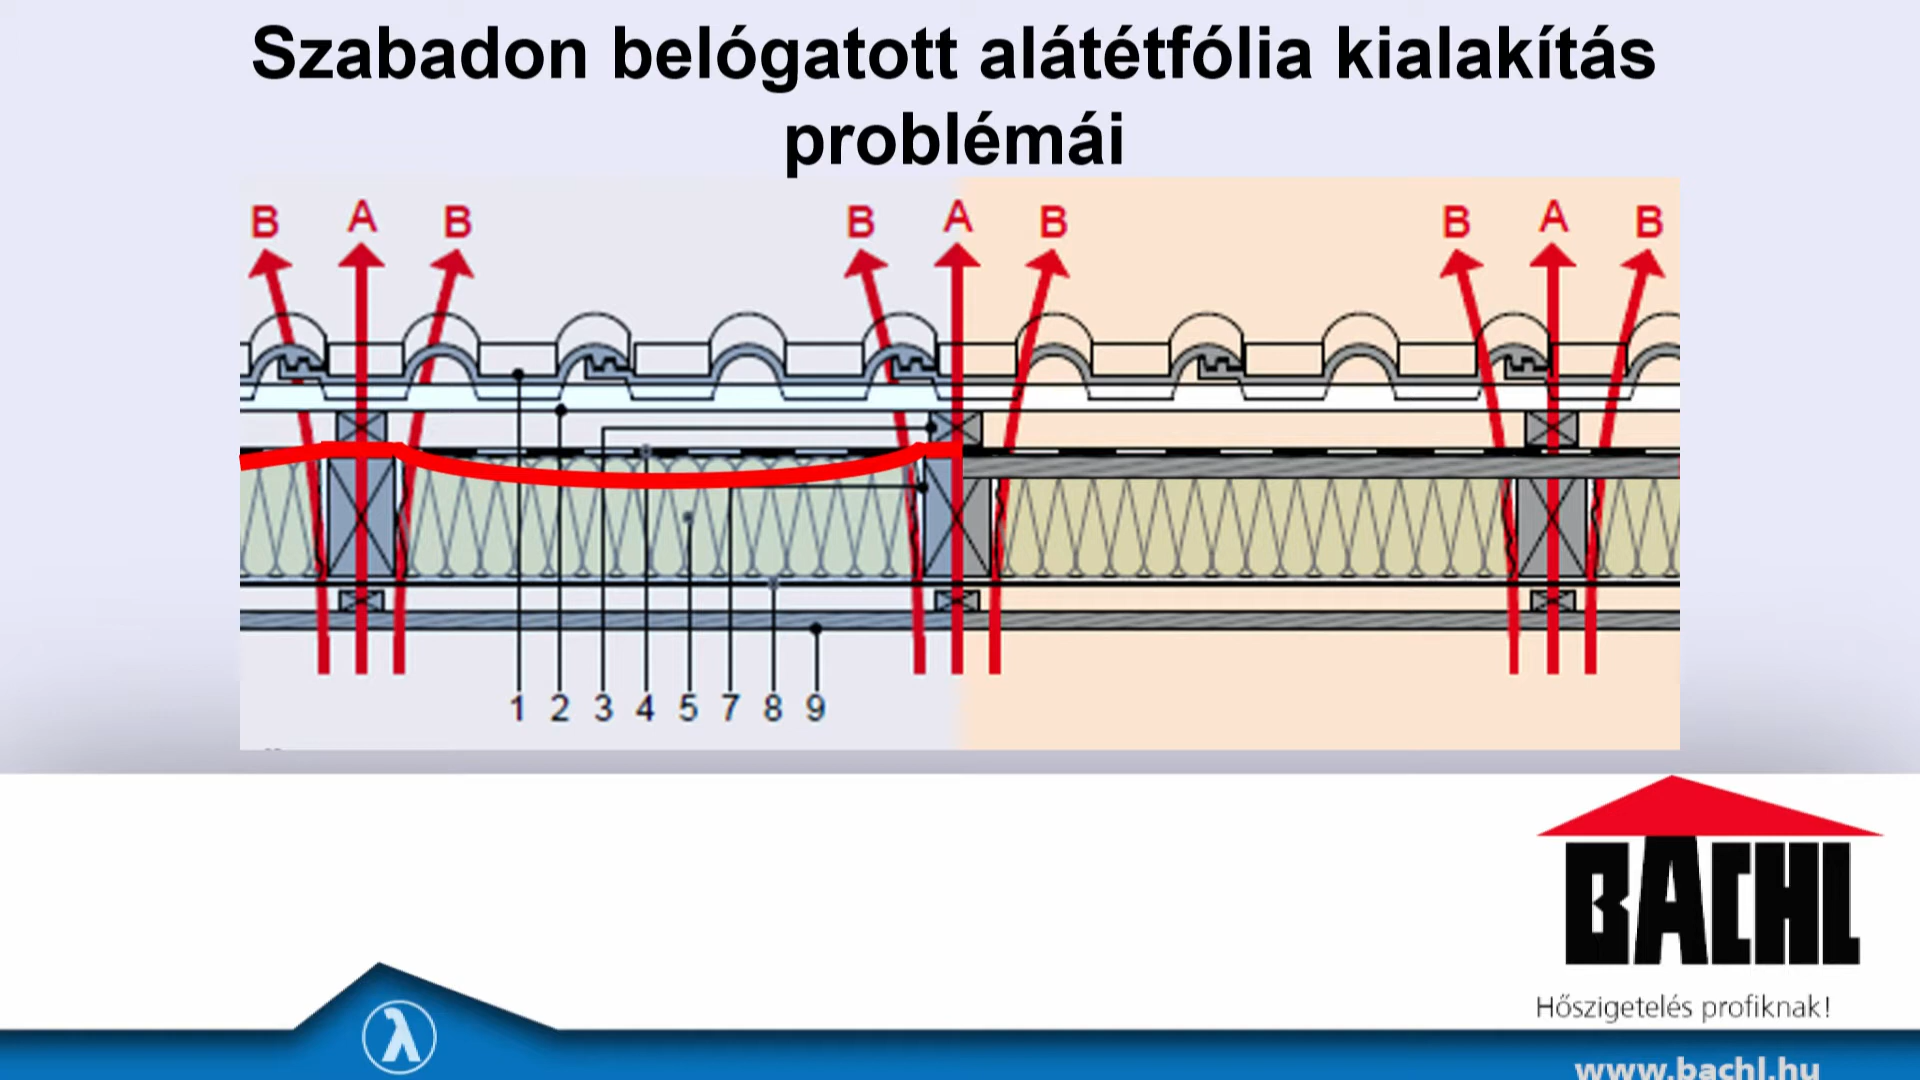 Szabadon belógatott alátétfólia kialakítás
problémái
B A B B A B B A B
1 2 3 4 5 7 8 9
BACHL
Hőszigetelés profiknak!
λ
www.bachl.hu